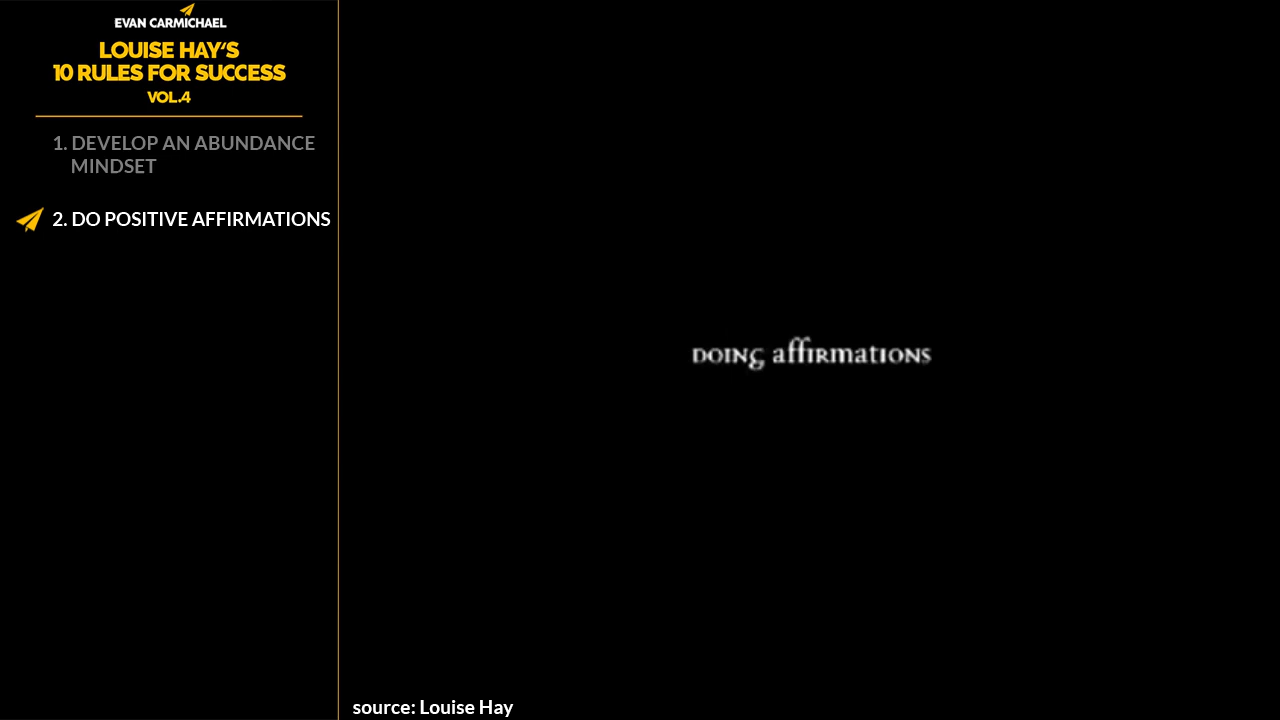 EVAN CARMICHAEL
LOUISE HAY'S
10 RULES FOR SUCCESS
VOL.4
1. DEVELOP AN ABUNDANCE
MINDSET
2. DO POSITIVE AFFIRMATIONS
DOING affIRmatIONS
source: Louise Hay